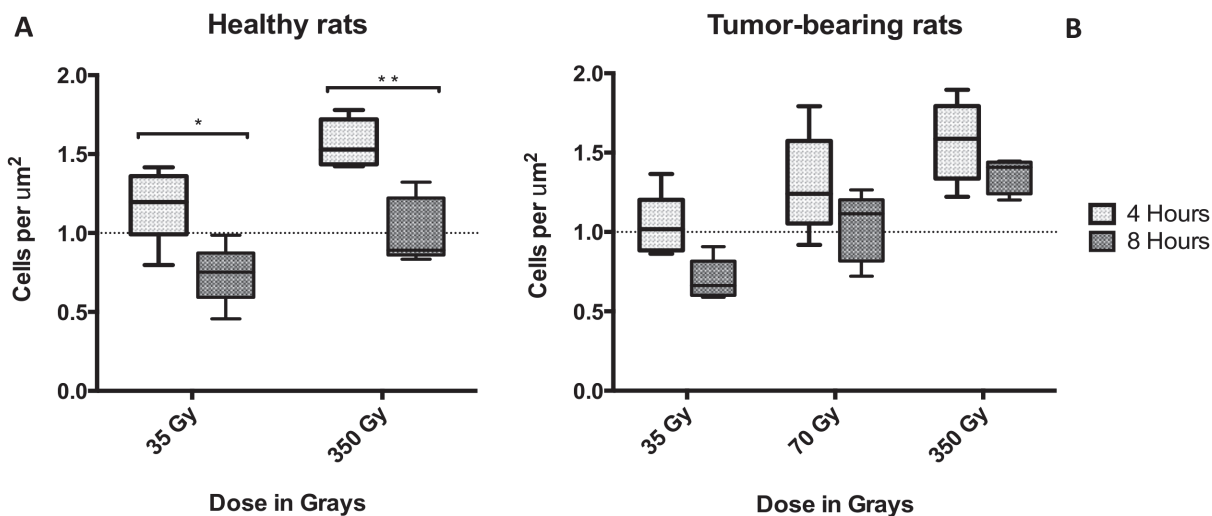 A
Healthy rats
Cells per um²
2.0
1.5
1.0
0.5
0.0
*
* *
35 Gy
350 Gy
Dose in Grays
Tumor-bearing rats
B
Cells per um²
2.0
1.5
1.0
0.5
0.0
35 Gy
70 Gy
350 Gy
Dose in Grays
4 Hours
8 Hours